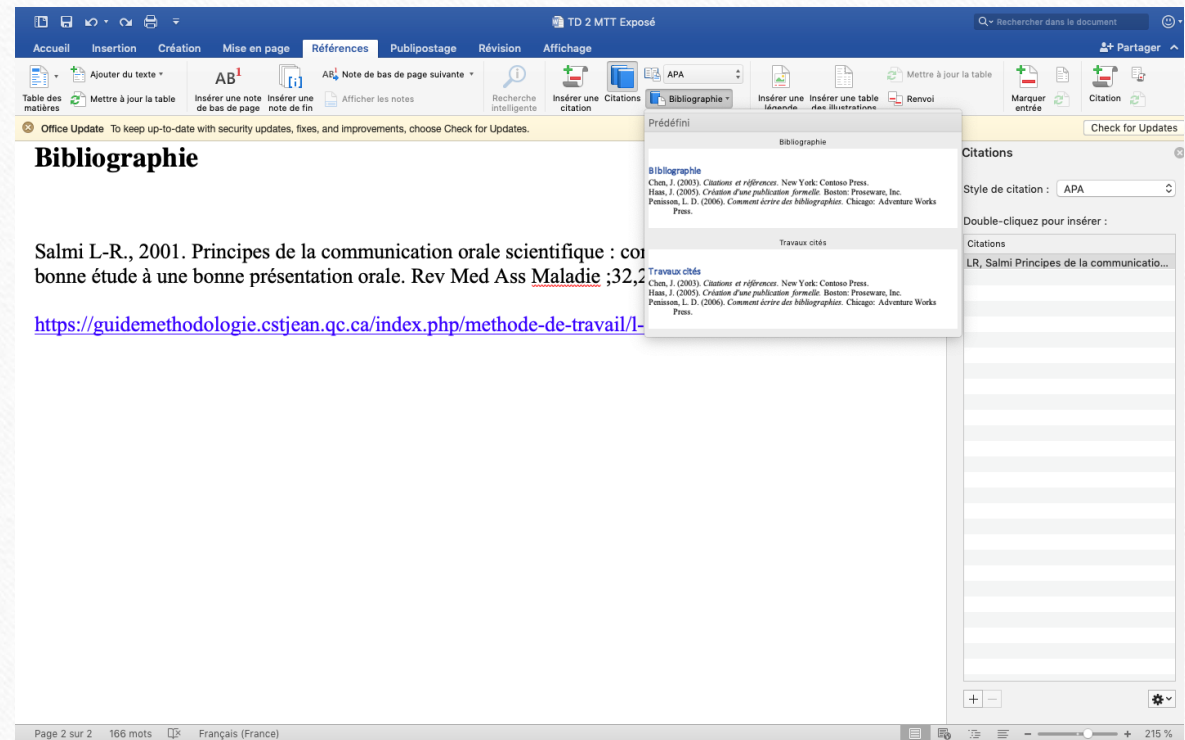 TD 2 MTT Exposé
Rechercher dans le document
Accueil Insertion Création Mise en page Références Publipostage Révision Affichage Partager
Table des matières
Ajouter du texte
Mettre à jour la table
AB1
Insérer une note de bas de page
[i]
Insérer une note de fin
AB1 Note de bas de page suivante
Afficher les notes
Recherche intelligente
Insérer une citation
Citations
APA
Bibliographie
Insérer une légende
Insérer une table des illustrations
Mettre à jour la table
Renvoi
Marquer entrée
Citation
Office Update To keep up-to-date with security updates, fixes, and improvements, choose Check for Updates.
Check for Updates
Prédéfini
Bibliographie
Bibliographie
Chen, J. (2003). Citations et références. New York: Contoso Press.
Haas, J. (2005). Création d'une publication formelle. Boston: Proseware, Inc.
Penisson, L. D. (2006). Comment écrire des bibliographies. Chicago: Adventure Works
Press.
Travaux cités
Travaux cités
Chen, J. (2003). Citations et références. New York: Contoso Press.
Haas, J. (2005). Création d'une publication formelle. Boston: Proseware, Inc.
Penisson, L. D. (2006). Comment écrire des bibliographies. Chicago: Adventure Works
Press.
Bibliographie
Salmi L-R., 2001. Principes de la communication orale scientifique : cor
bonne étude à une bonne présentation orale. Rev Med Ass Maladie ;32,2
https://guidemethodologie.cstjean.qc.ca/index.php/methode-de-travail/l-
Citations
Style de citation : APA
Double-cliquez pour insérer :
Citations
LR, Salmi Principes de la communicatio...
Page 2 sur 2 166 mots Français (France) 215 %